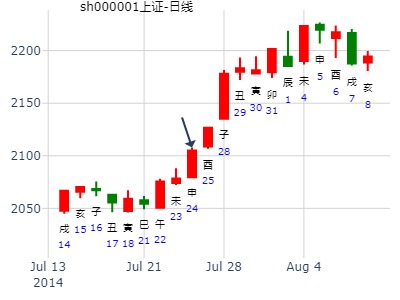 sh000001上证-日线
2200
2150
2100
2050
戌 14
亥 15
子 16
丑 17
寅 18
巳 21
午 22
未 23
申 24
酉 25
子 28
丑 29
寅 30
卯 31
辰 1
未 4
申 5
酉 6
戌 7
亥 8
Jul 13 Jul 21 Jul 28 Aug 4
2014